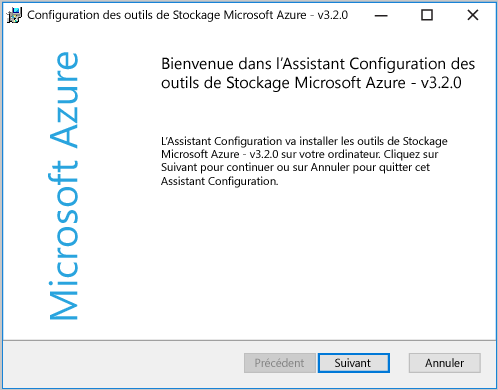 Configuration des outils de Stockage Microsoft Azure - v3.2.0
Microsoft Azure
Bienvenue dans l'Assistant Configuration des
outils de Stockage Microsoft Azure - v3.2.0
L'Assistant Configuration va installer les outils de Stockage
Microsoft Azure - v3.2.0 sur votre ordinateur. Cliquez sur
Suivant pour continuer ou sur Annuler pour quitter cet
Assistant Configuration.
Précédent
Suivant
Annuler